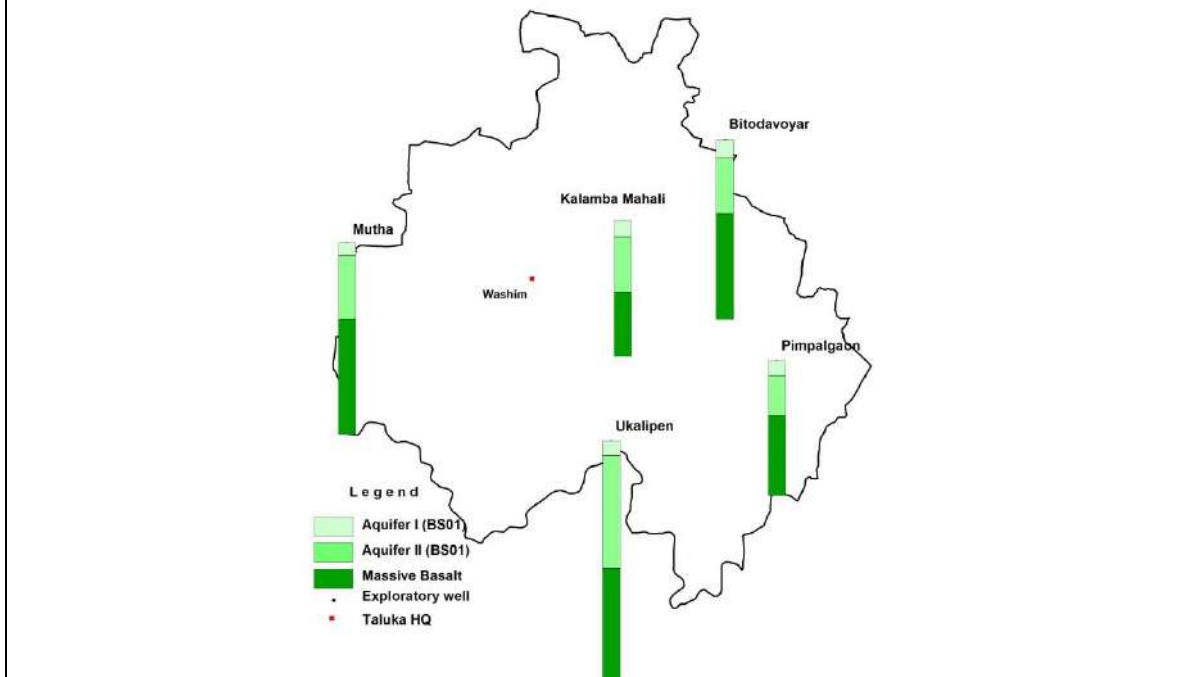 Bitodavoyar
Kalamba Mahali
Mutha
Washim
Pimpalgaon
Ukalipen
Legend
Aquifer I (BS01)
Aquifer II (BS01)
Massive Basalt
Exploratory well
Taluka HQ